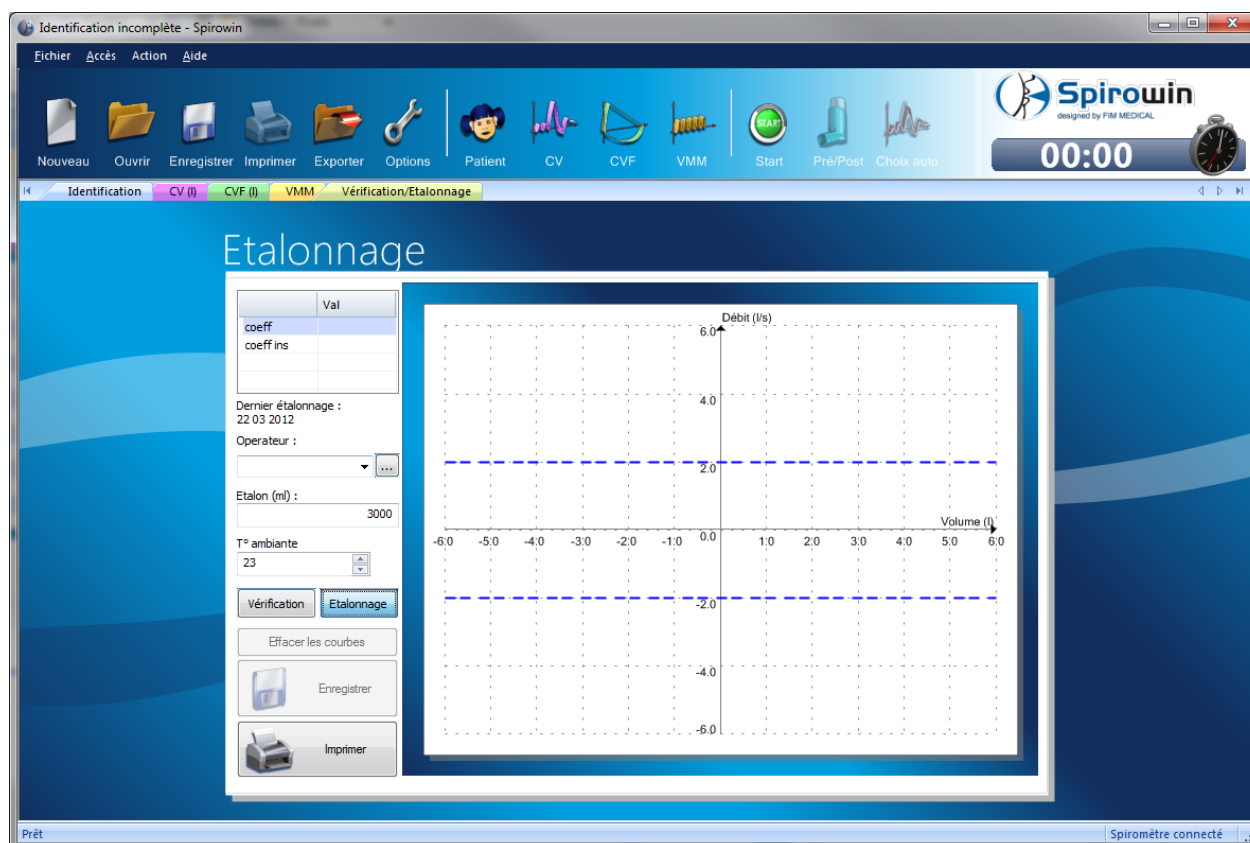 Identification incomplète - Spirowin
Fichier Accès Action Aide
Nouveau Ouvrir Enregistrer Imprimer Exporter Options Patient CV CVF VMM Start Pré/Post Choix auto
START
Spirowin
designed by FIM MEDICAL
00:00
Identification CV (l) CVF (l) VMM Vérification/Etalonnage
Etalonnage
Val
coeff
coeff ins
Dernier étalonnage :
22 03 2012
Operateur :
...
Etalon (ml) :
3000
T° ambiante
23
Vérification Etalonnage
Effacer les courbes
Enregistrer
Imprimer
Débit (l/s)
6.0
4.0
2.0
Volume (l)
0.0
-6.0 -5.0 -4.0 -3.0 -2.0 -1.0 1.0 2.0 3.0 4.0 5.0 6.0
-2.0
-4.0
-6.0
Prêt Spiromètre connecté